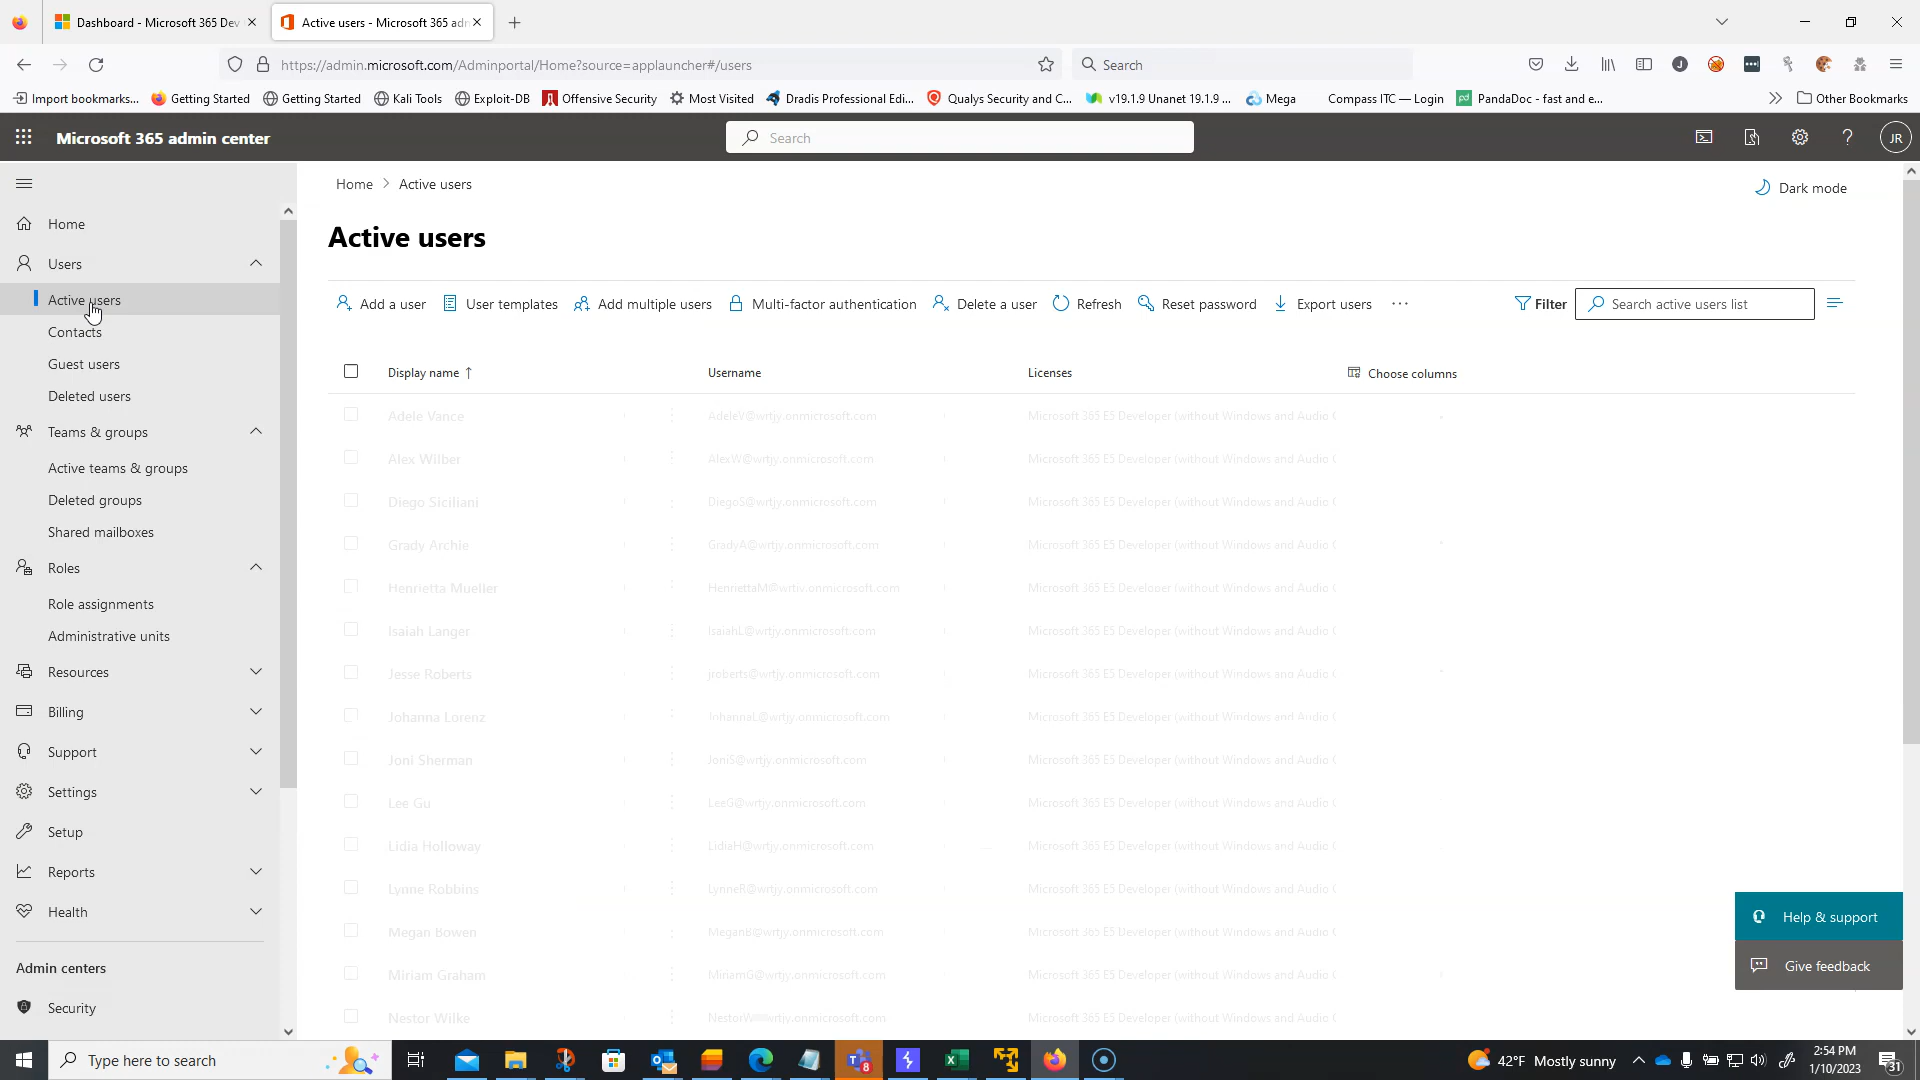 Dashboard - Microsoft 365 Dev
Active users - Microsoft 365 adm
https://admin.microsoft.com/Adminportal/Home?source=applauncher#/users
Search
Import bookmarks...
Getting Started
Getting Started
Kali Tools
Exploit-DB
Offensive Security
Most Visited
Dradis Professional Edi...
Qualys Security and C...
v19.1.9 Unanet 19.1.9 ...
Mega
Compass ITC — Login
PandaDoc - fast and e...
Other Bookmarks
Microsoft 365 admin center
Search
JR
Home
Users
Active users
Contacts
Guest users
Deleted users
Teams & groups
Active teams & groups
Deleted groups
Shared mailboxes
Roles
Role assignments
Administrative units
Resources
Billing
Support
Settings
Setup
Reports
Health
Admin centers
Security
Home > Active users
Dark mode
Active users
Add a user
User templates
Add multiple users
Multi-factor authentication
Delete a user
Refresh
Reset password
Export users
Filter
Search active users list
Display name ↑
Username
Licenses
Choose columns
Adele Vance AdeleV@wrtjy.onmicrosoft.com Microsoft 365 E5 Developer (without Windows and Audio C
Alex Wilber AlexW@wrtjy.onmicrosoft.com Microsoft 365 E5 Developer (without Windows and Audio C
Diego Siciliani DiegoS@wrtjy.onmicrosoft.com Microsoft 365 E5 Developer (without Windows and Audio C
Grady Archie GradyA@wrtjy.onmicrosoft.com Microsoft 365 E5 Developer (without Windows and Audio C
Henrietta Mueller HenriettaM@wrtjy.onmicrosoft.com Microsoft 365 E5 Developer (without Windows and Audio C
Isaiah Langer IsaiahL@wrtjy.onmicrosoft.com Microsoft 365 E5 Developer (without Windows and Audio C
Jesse Roberts jroberts@wrtjy.onmicrosoft.com Microsoft 365 E5 Developer (without Windows and Audio C
Johanna Lorenz JohannaL@wrtjy.onmicrosoft.com Microsoft 365 E5 Developer (without Windows and Audio C
Joni Sherman JoniS@wrtjy.onmicrosoft.com Microsoft 365 E5 Developer (without Windows and Audio C
Lee Gu LeeG@wrtjy.onmicrosoft.com Microsoft 365 E5 Developer (without Windows and Audio C
Lidia Holloway LidiaH@wrtjy.onmicrosoft.com Microsoft 365 E5 Developer (without Windows and Audio C
Lynne Robbins LynneR@wrtjy.onmicrosoft.com Microsoft 365 E5 Developer (without Windows and Audio C
Megan Bowen MeganB@wrtjy.onmicrosoft.com Microsoft 365 E5 Developer (without Windows and Audio C
Miriam Graham MiriamG@wrtjy.onmicrosoft.com Microsoft 365 E5 Developer (without Windows and Audio C
Nestor Wilke Microsoft 365 E5 Developer (without Windows and Audio C
Help & support
Give feedback
Type here to search
8
42°F Mostly sunny
2:54 PM
1/10/2023
31